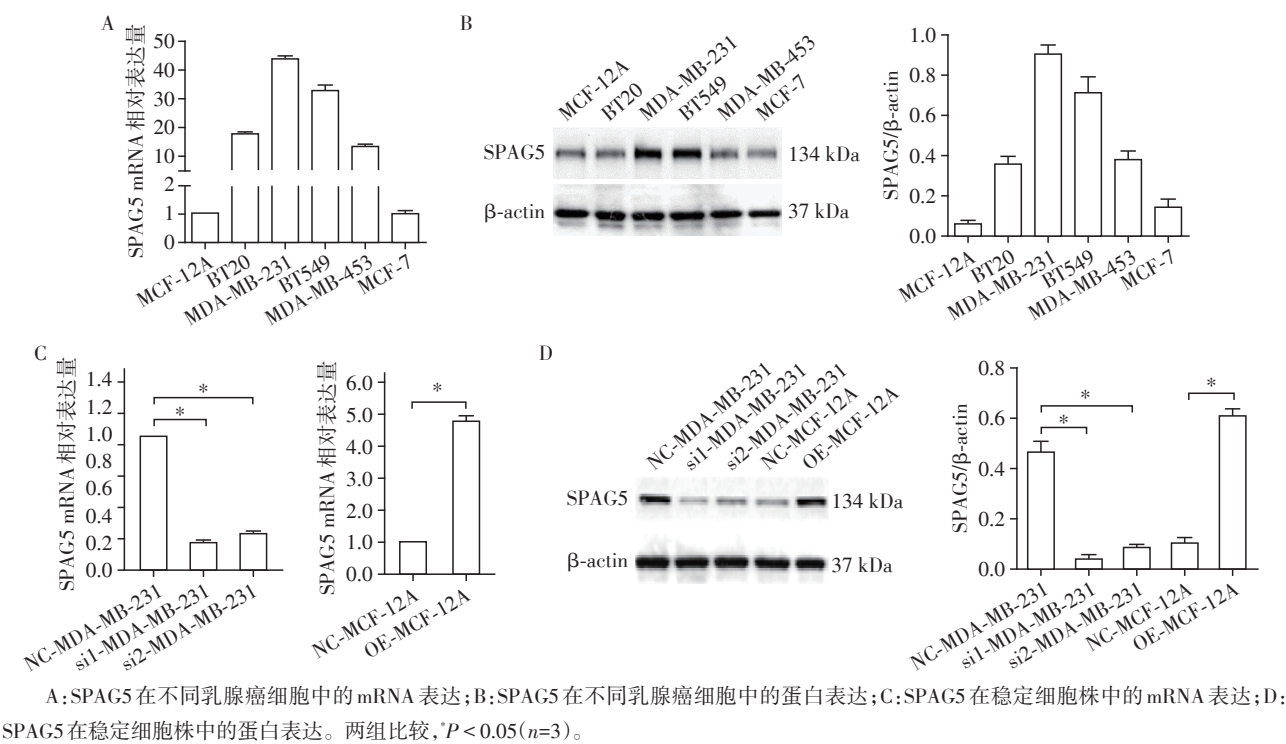 A
SPAG5 mRNA 相对表达量
50
40
30
20
10
2
1
0
MCF-12A
BT20
MDA-MB-231
BT549
MDA-MB-453
MCF-7
B
MCF-12A
BT20
MDA-MB-231
BT549
MDA-MB-453
MCF-7
SPAG5
134 kDa
β-actin
37 kDa
SPAG5/β-actin
1.0
0.8
0.6
0.4
0.2
0.0
MCF-12A
BT20
MDA-MB-231
BT549
MDA-MB-453
MCF-7
C
SPAG5 mRNA 相对表达量
1.4
1.2
1.0
0.8
0.6
0.4
0.2
0.0
*
*
NC-MDA-MB-231
si1-MDA-MB-231
si2-MDA-MB-231
SPAG5 mRNA 相对表达量
6.0
5.0
4.0
3.0
2.0
1.0
0.0
*
NC-MCF-12A
OE-MCF-12A
D
NC-MDA-MB-231
si1-MDA-MB-231
si2-MDA-MB-231
NC-MCF-12A
OE-MCF-12A
SPAG5
134 kDa
β-actin
37 kDa
SPAG5/β-actin
0.8
0.6
0.4
0.2
0.0
*
*
*
NC-MDA-MB-231
si1-MDA-MB-231
si2-MDA-MB-231
NC-MCF-12A
OE-MCF-12A
A:SPAG5在不同乳腺癌细胞中的mRNA表达;B:SPAG5在不同乳腺癌细胞中的蛋白表达;C:SPAG5在稳定细胞株中的mRNA表达;D:
SPAG5在稳定细胞株中的蛋白表达。两组比较,*P<0.05(n=3)。